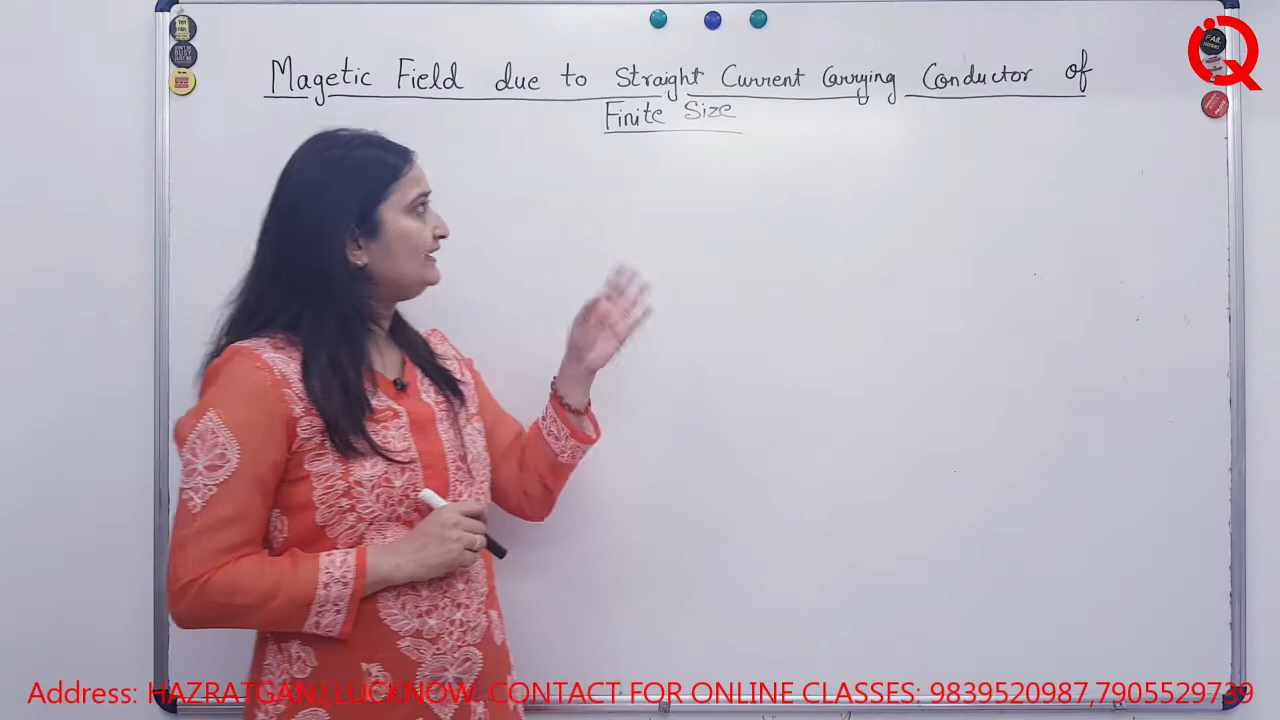 Magetic Field due to Straight Current Carrying Conductor of
Finite Size
Address: HAZRATGANJ,LUCKNOW. CONTACT FOR ONLINE CLASSES: 9839520987,7905529739